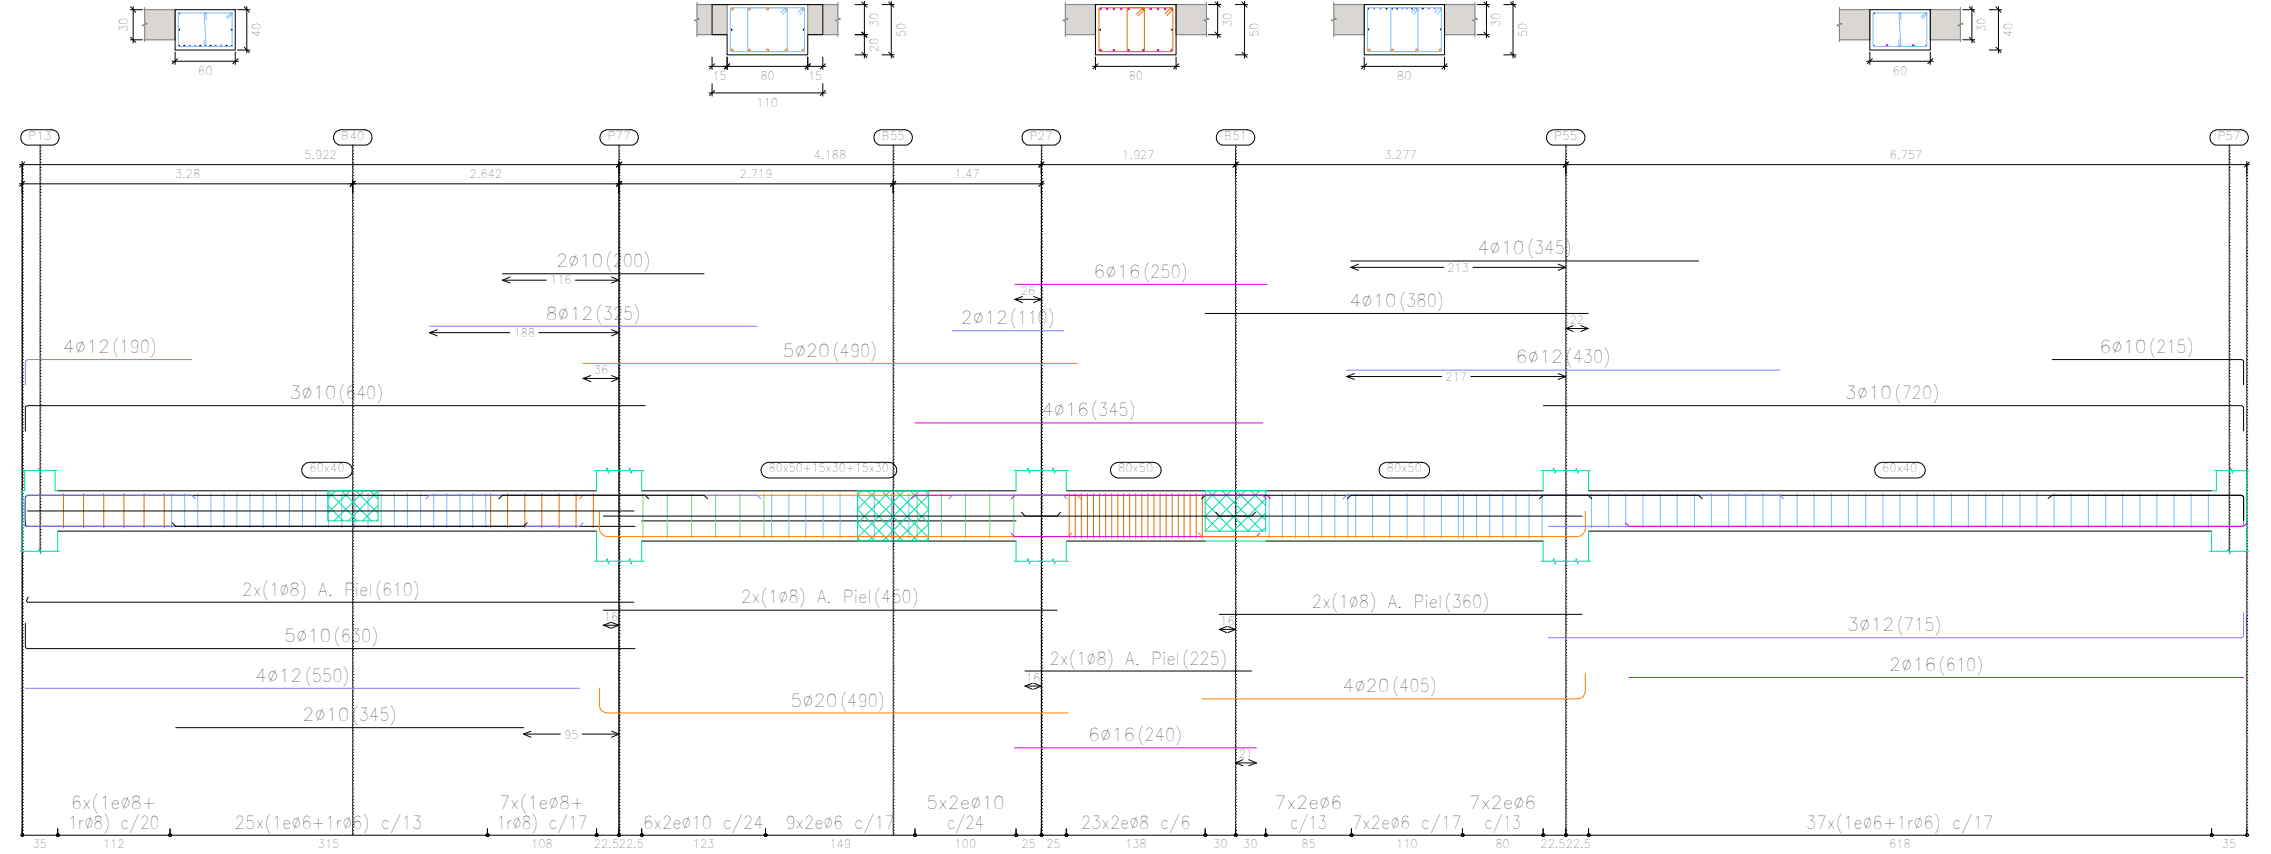 30
40
60
30
20
50
15
80
15
110
30
50
80
30
50
80
30
40
60
P13
B40
P77
B55
P27
B51
P55
P57
5.922
4.188
1.927
3.277
6.757
3.28
2.642
2.719
1.47
4ø10(345)
213
2ø10(200)
116
6ø16(250)
26
4ø10(380)
22
8ø12(325)
188
2ø12(110)
4ø12(190)
5ø20(490)
36
6ø12(430)
217
6ø10(215)
3ø10(640)
4ø16(345)
3ø10(720)
60x40
80x50+15x30+15x30
80x50
80x50
60x40
2x(1ø8) A. Piel(610)
2x(1ø8) A. Piel(450)
16
2x(1ø8) A. Piel(360)
16
5ø10(630)
3ø12(715)
2x(1ø8) A. Piel(225)
16
4ø12(550)
2ø16(610)
5ø20(490)
4ø20(405)
2ø10(345)
95
6ø16(240)
21
6x(1eø8+
1rø8) c/20
25x(1eø6+1rø6) c/13
7x(1eø8+
1rø8) c/17
6x2eø10 c/24
9x2eø6 c/17
5x2eø10
c/24
23x2eø8 c/6
7x2eø6
c/13
7x2eø6 c/17
7x2eø6
c/13
37x(1eø6+1rø6) c/17
35
112
315
108
22.5
22.5
123
149
100
25
25
138
30
30
85
110
80
22.5
22.5
618
35